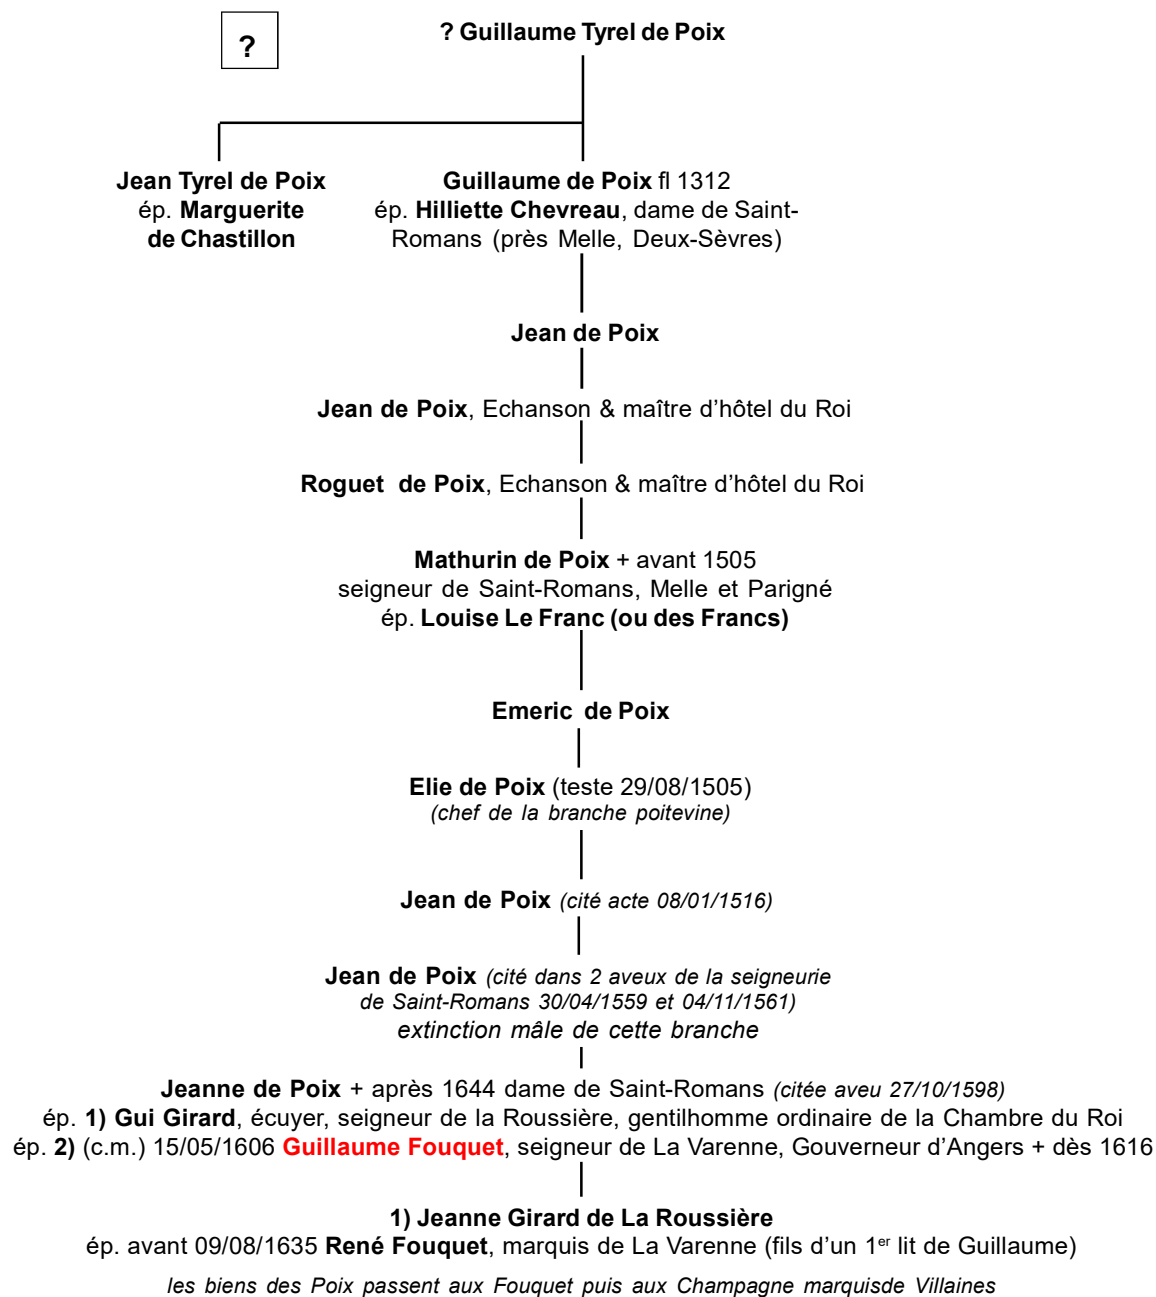 ?
? Guillaume Tyrel de Poix
Jean Tyrel de Poix
ép. Marguerite
de Chastillon
Guillaume de Poix fl 1312
ép. Hilliette Chevreau, dame de Saint-
Romans (près Melle, Deux-Sèvres)
Jean de Poix
Jean de Poix, Echanson & maître d'hôtel du Roi
Roguet de Poix, Echanson & maître d'hôtel du Roi
Mathurin de Poix + avant 1505
seigneur de Saint-Romans, Melle et Parigné
ép. Louise Le Franc (ou des Francs)
Emeric de Poix
Elie de Poix (teste 29/08/1505)
(chef de la branche poitevine)
Jean de Poix (cité acte 08/01/1516)
Jean de Poix (cité dans 2 aveux de la seigneurie
de Saint-Romans 30/04/1559 et 04/11/1561)
extinction mâle de cette branche
Jeanne de Poix + après 1644 dame de Saint-Romans (citée aveu 27/10/1598)
ép. 1) Gui Girard, écuyer, seigneur de la Roussière, gentilhomme ordinaire de la Chambre du Roi
ép. 2) (c.m.) 15/05/1606 Guillaume Fouquet, seigneur de La Varenne, Gouverneur d'Angers + dès 1616
1) Jeanne Girard de La Roussière
ép. avant 09/08/1635 René Fouquet, marquis de La Varenne (fils d'un 1er lit de Guillaume)
les biens des Poix passent aux Fouquet puis aux Champagne marquisde Villaines